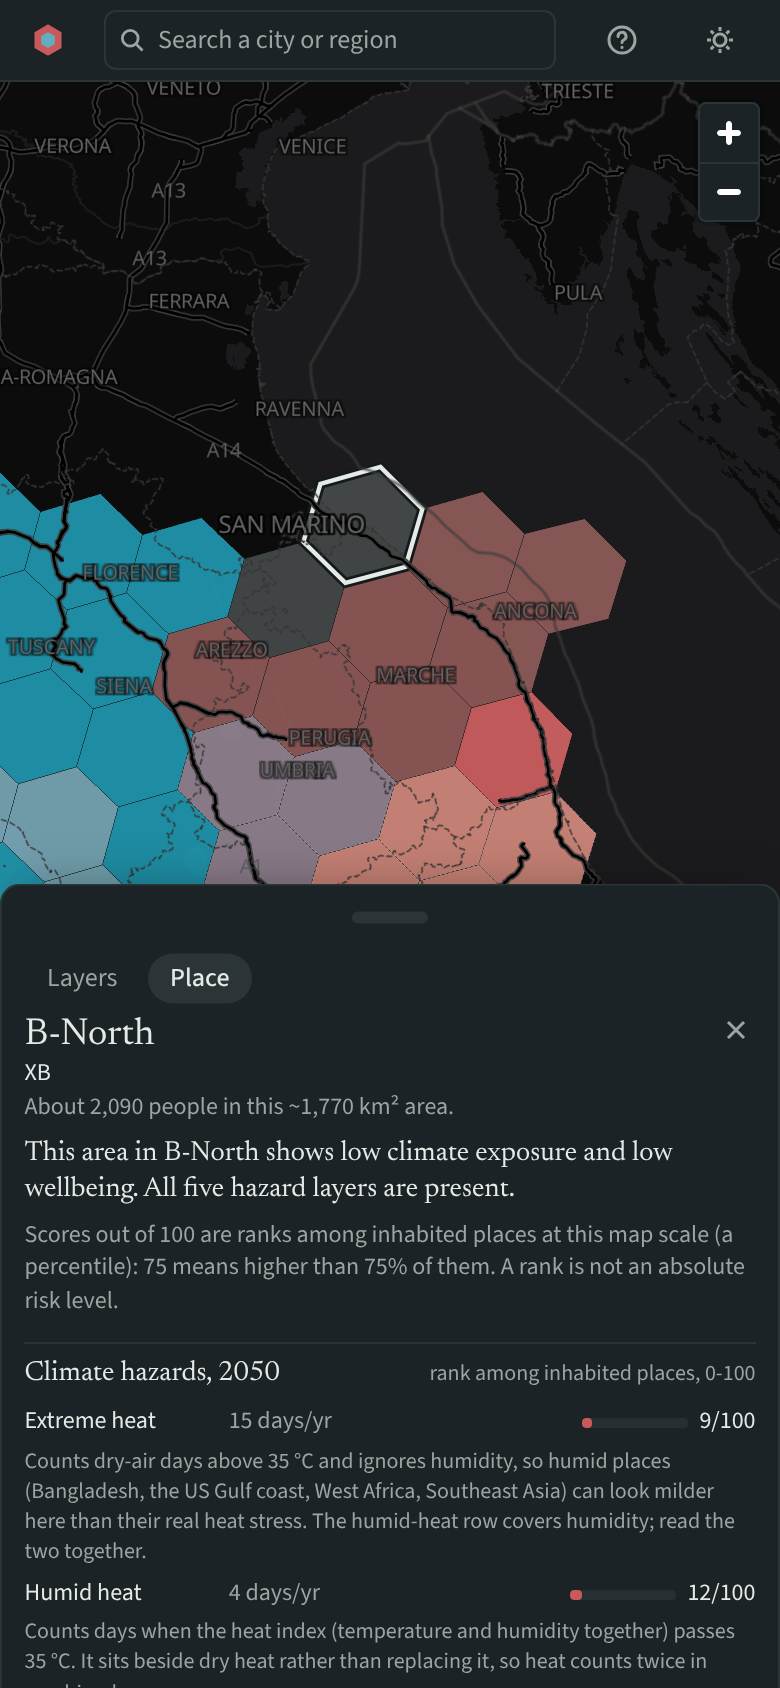 Search a city or region
VENETO
TRIESTE
VERONA
VENICE
A13
A13
PULA
FERRARA
A-ROMAGNA
RAVENNA
A14
SAN MARINO
FLORENCE
ANCONA
TUSCANY
AREZZO
MARCHE
SIENA
PERUGIA
UMBRIA
A1
Layers
Place
B-North
XB
About 2,090 people in this ~1,770 km² area.
This area in B-North shows low climate exposure and low
wellbeing. All five hazard layers are present.
Scores out of 100 are ranks among inhabited places at this map scale (a
percentile): 75 means higher than 75% of them. A rank is not an absolute
risk level.
Climate hazards, 2050 rank among inhabited places, 0-100
Extreme heat 15 days/yr 9/100
Counts dry-air days above 35 °C and ignores humidity, so humid places
(Bangladesh, the US Gulf coast, West Africa, Southeast Asia) can look milder
here than their real heat stress. The humid-heat row covers humidity; read the
two together.
Humid heat 4 days/yr 12/100
Counts days when the heat index (temperature and humidity together) passes
35 °C. It sits beside dry heat rather than replacing it, so heat counts twice in